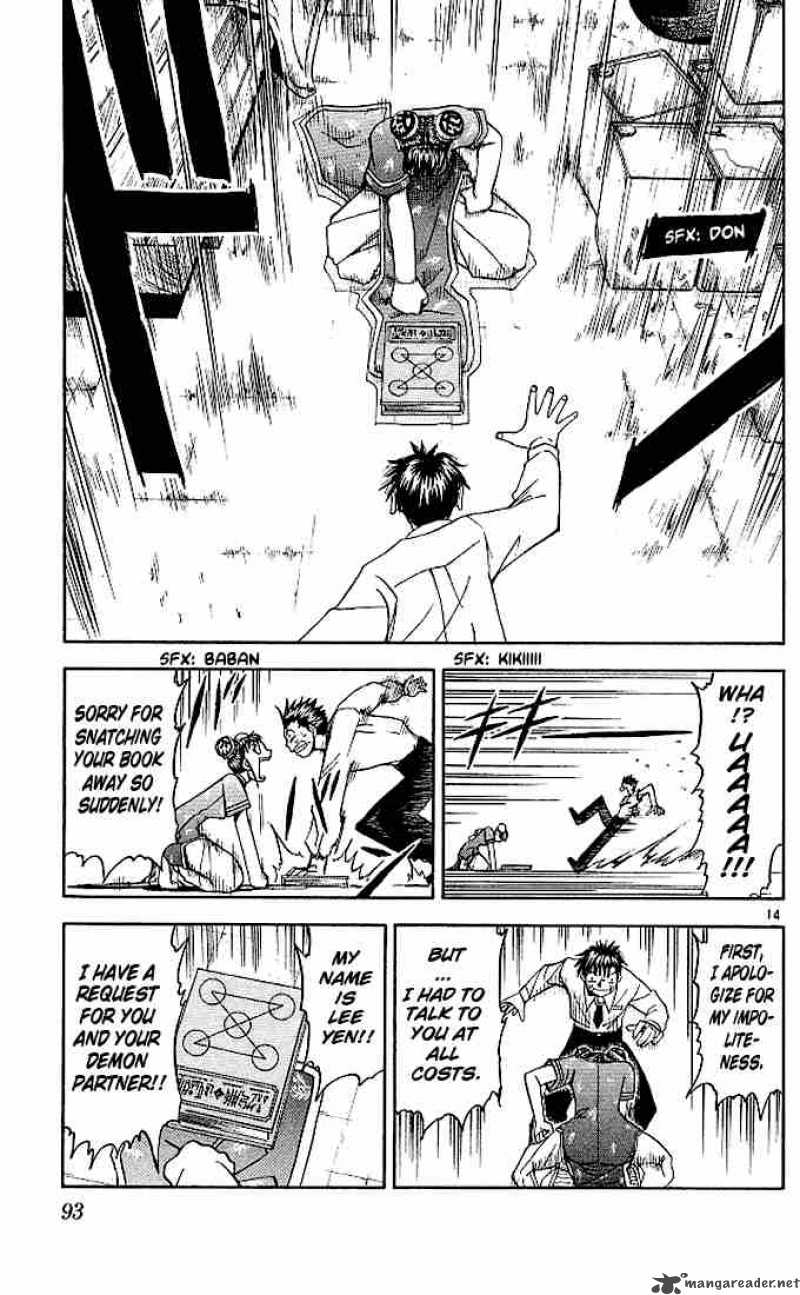 SFX: DON
SFX: KIKIIIII
WHA
!?
UAAAAA
!!!
SFX: BABAN
SORRY FOR
SNATCHING
YOUR BOOK
AWAY SO
SUDDENLY!
14
FIRST,
I APOLO-
GIZE FOR
MY IMPO-
LITE-
NESS.
BUT
...
I HAD TO
TALK TO
YOU AT
ALL
COSTS.
MY
NAME
IS
LEE
YEN!!
I HAVE A
REQUEST
FOR YOU
AND YOUR
DEMON
PARTNER!!
93
mangareader.net